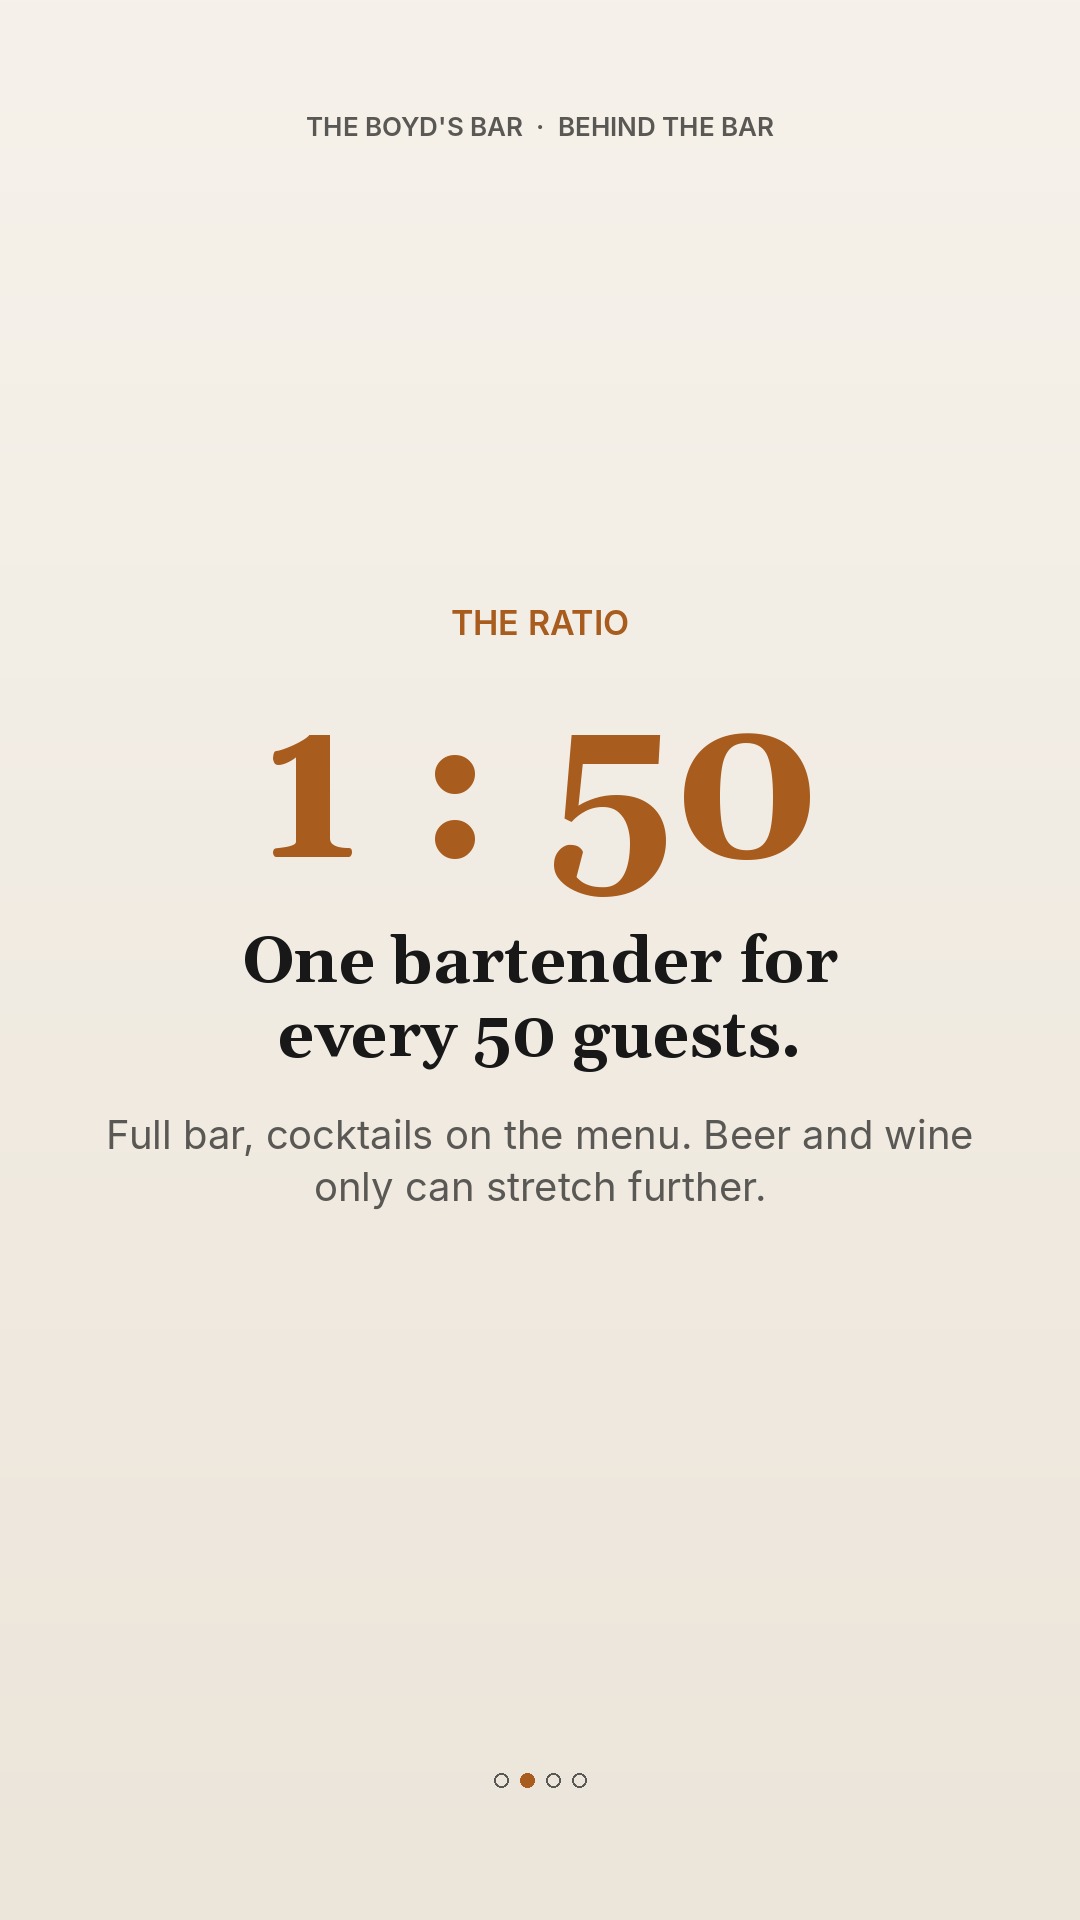 THE BOYD'S BAR · BEHIND THE BAR
THE RATIO
1 : 50
One bartender for
every 50 guests.
Full bar, cocktails on the menu. Beer and wine
only can stretch further.